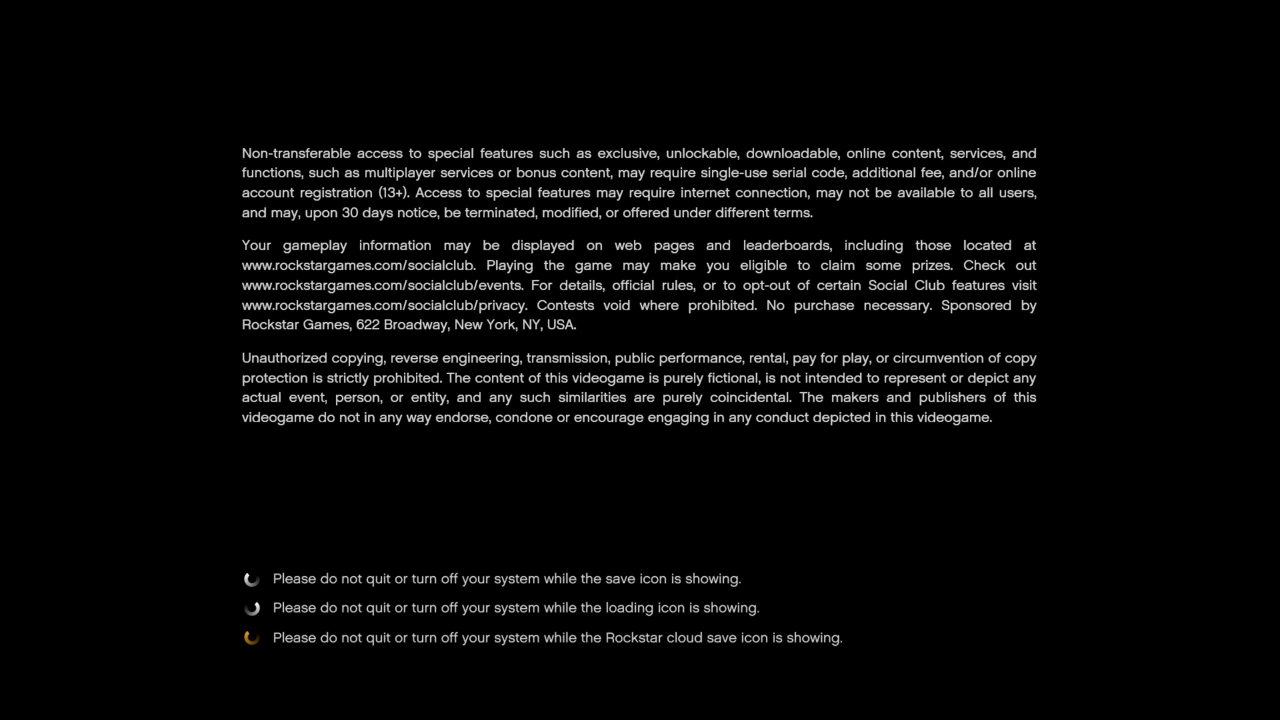 Non-transferable access to special features such as exclusive, unlockable, downloadable, online content, services, and
functions, such as multiplayer services or bonus content, may require single-use serial code, additional fee, and/or online
account registration (13+). Access to special features may require internet connection, may not be available to all users,
and may, upon 30 days notice, be terminated, modified, or offered under different terms.
Your gameplay information may be displayed on web pages and leaderboards, including those located at
www.rockstargames.com/socialclub. Playing the game may make you eligible to claim some prizes. Check out
www.rockstargames.com/socialclub/events. For details, official rules, or to opt-out of certain Social Club features visit
www.rockstargames.com/socialclub/privacy. Contests void where prohibited. No purchase necessary. Sponsored by
Rockstar Games, 622 Broadway, New York, NY, USA.
Unauthorized copying, reverse engineering, transmission, public performance, rental, pay for play, or circumvention of copy
protection is strictly prohibited. The content of this videogame is purely fictional, is not intended to represent or depict any
actual event, person, or entity, and any such similarities are purely coincidental. The makers and publishers of this
videogame do not in any way endorse, condone or encourage engaging in any conduct depicted in this videogame.
Please do not quit or turn off your system while the save icon is showing.
Please do not quit or turn off your system while the loading icon is showing.
Please do not quit or turn off your system while the Rockstar cloud save icon is showing.